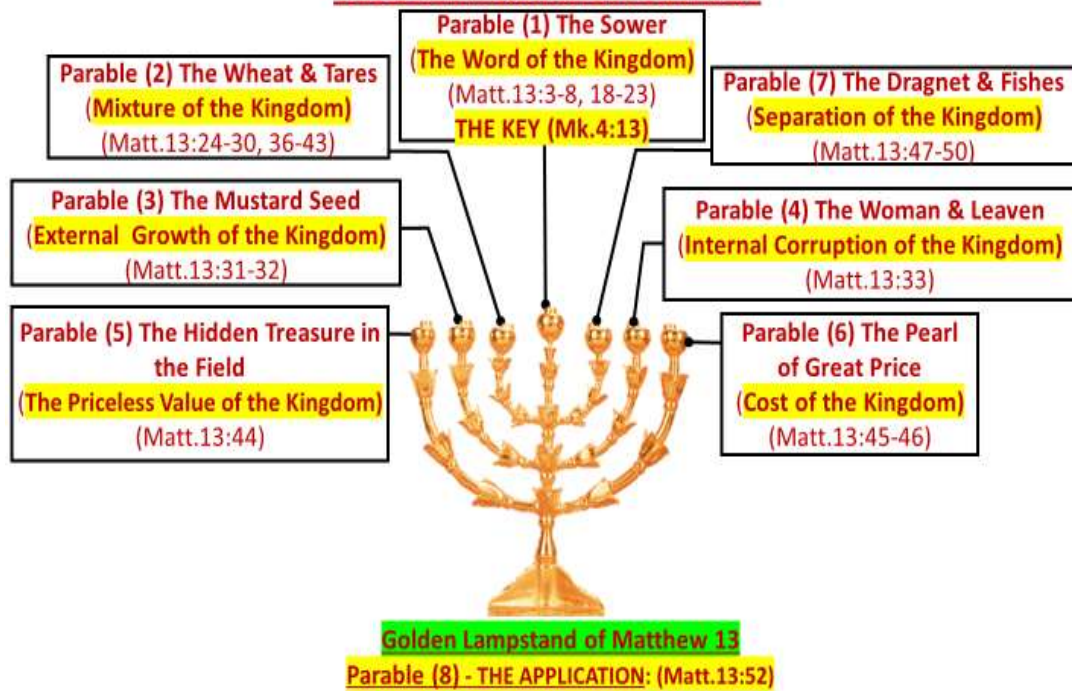 Parable (1) The Sower
(The Word of the Kingdom)
(Matt.13:3-8, 18-23)
THE KEY (Mk.4:13)
Parable (2) The Wheat & Tares
(Mixture of the Kingdom)
(Matt.13:24-30, 36-43)
Parable (7) The Dragnet & Fishes
(Separation of the Kingdom)
(Matt.13:47-50)
Parable (3) The Mustard Seed
(External Growth of the Kingdom)
(Matt.13:31-32)
Parable (4) The Woman & Leaven
(Internal Corruption of the Kingdom)
(Matt.13:33)
Parable (5) The Hidden Treasure in
the Field
(The Priceless Value of the Kingdom)
(Matt.13:44)
Parable (6) The Pearl
of Great Price
(Cost of the Kingdom)
(Matt.13:45-46)
Golden Lampstand of Matthew 13
Parable (8) - THE APPLICATION: (Matt.13:52)